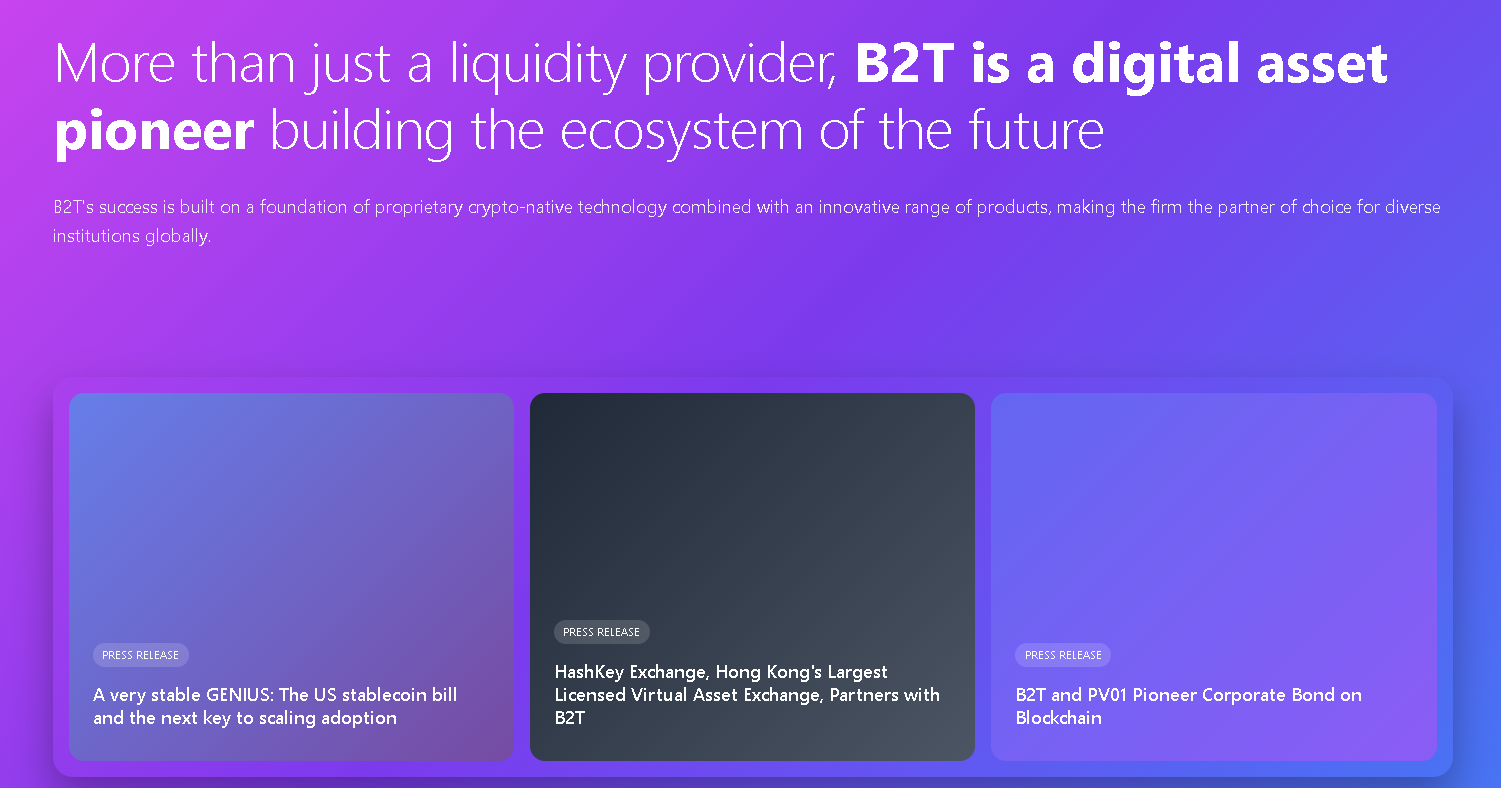 More than just a liquidity provider, B2T is a digital asset
pioneer building the ecosystem of the future
B2T's success is built on a foundation of proprietary crypto-native technology combined with an innovative range of products, making the firm the partner of choice for diverse
institutions globally.
PRESS RELEASE
A very stable GENIUS: The US stablecoin bill
and the next key to scaling adoption
PRESS RELEASE
HashKey Exchange, Hong Kong's Largest
Licensed Virtual Asset Exchange, Partners with
B2T
PRESS RELEASE
B2T and PV01 Pioneer Corporate Bond on
Blockchain